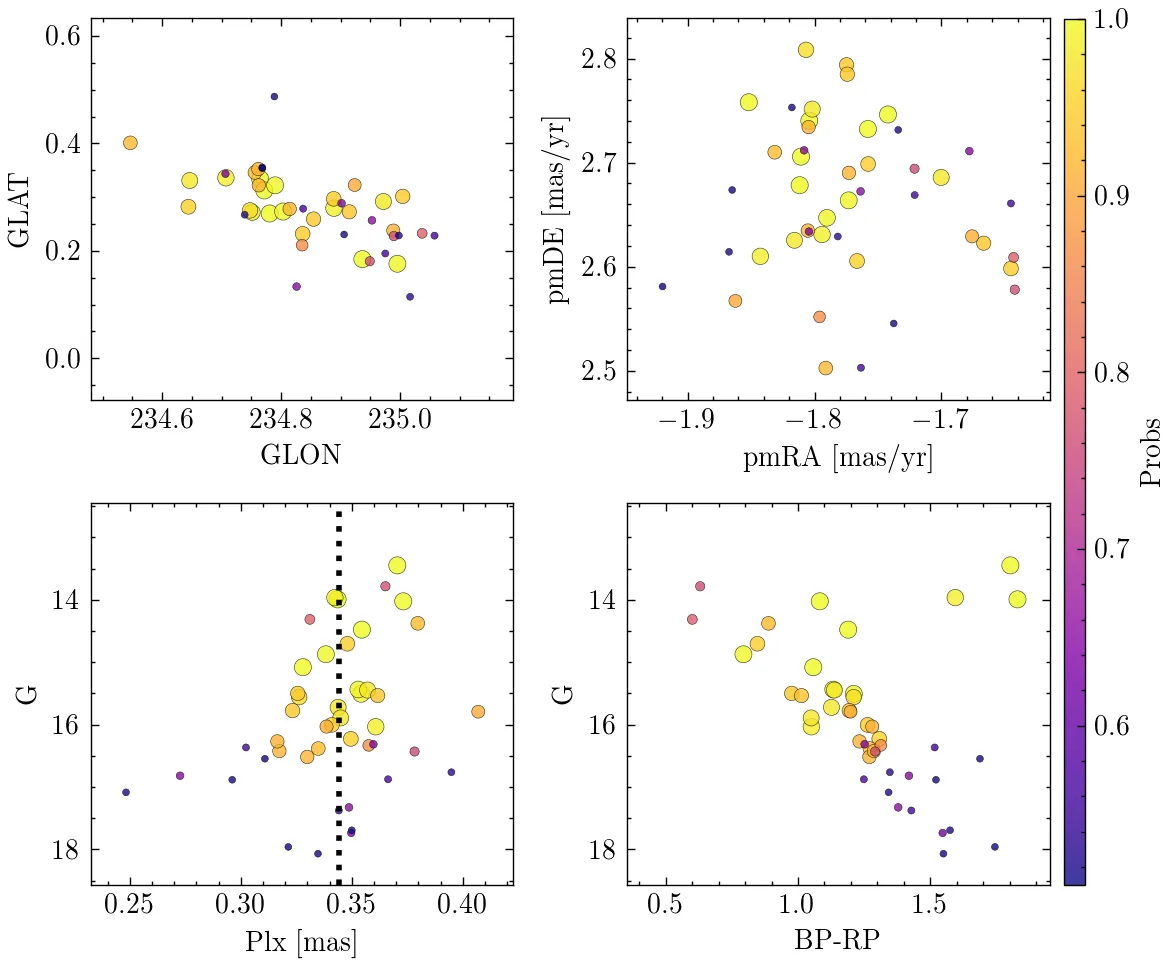 0.6
0.4
0.2
0.0
GLAT
234.6 234.8 235.0
GLON
2.8
2.7
2.6
2.5
pmDE [mas/yr]
−1.9 −1.8 −1.7
pmRA [mas/yr]
1.0
0.9
0.8
0.7
0.6
Probs
14
16
18
G
0.25 0.30 0.35 0.40
Plx [mas]
14
16
18
G
0.5 1.0 1.5
BP-RP